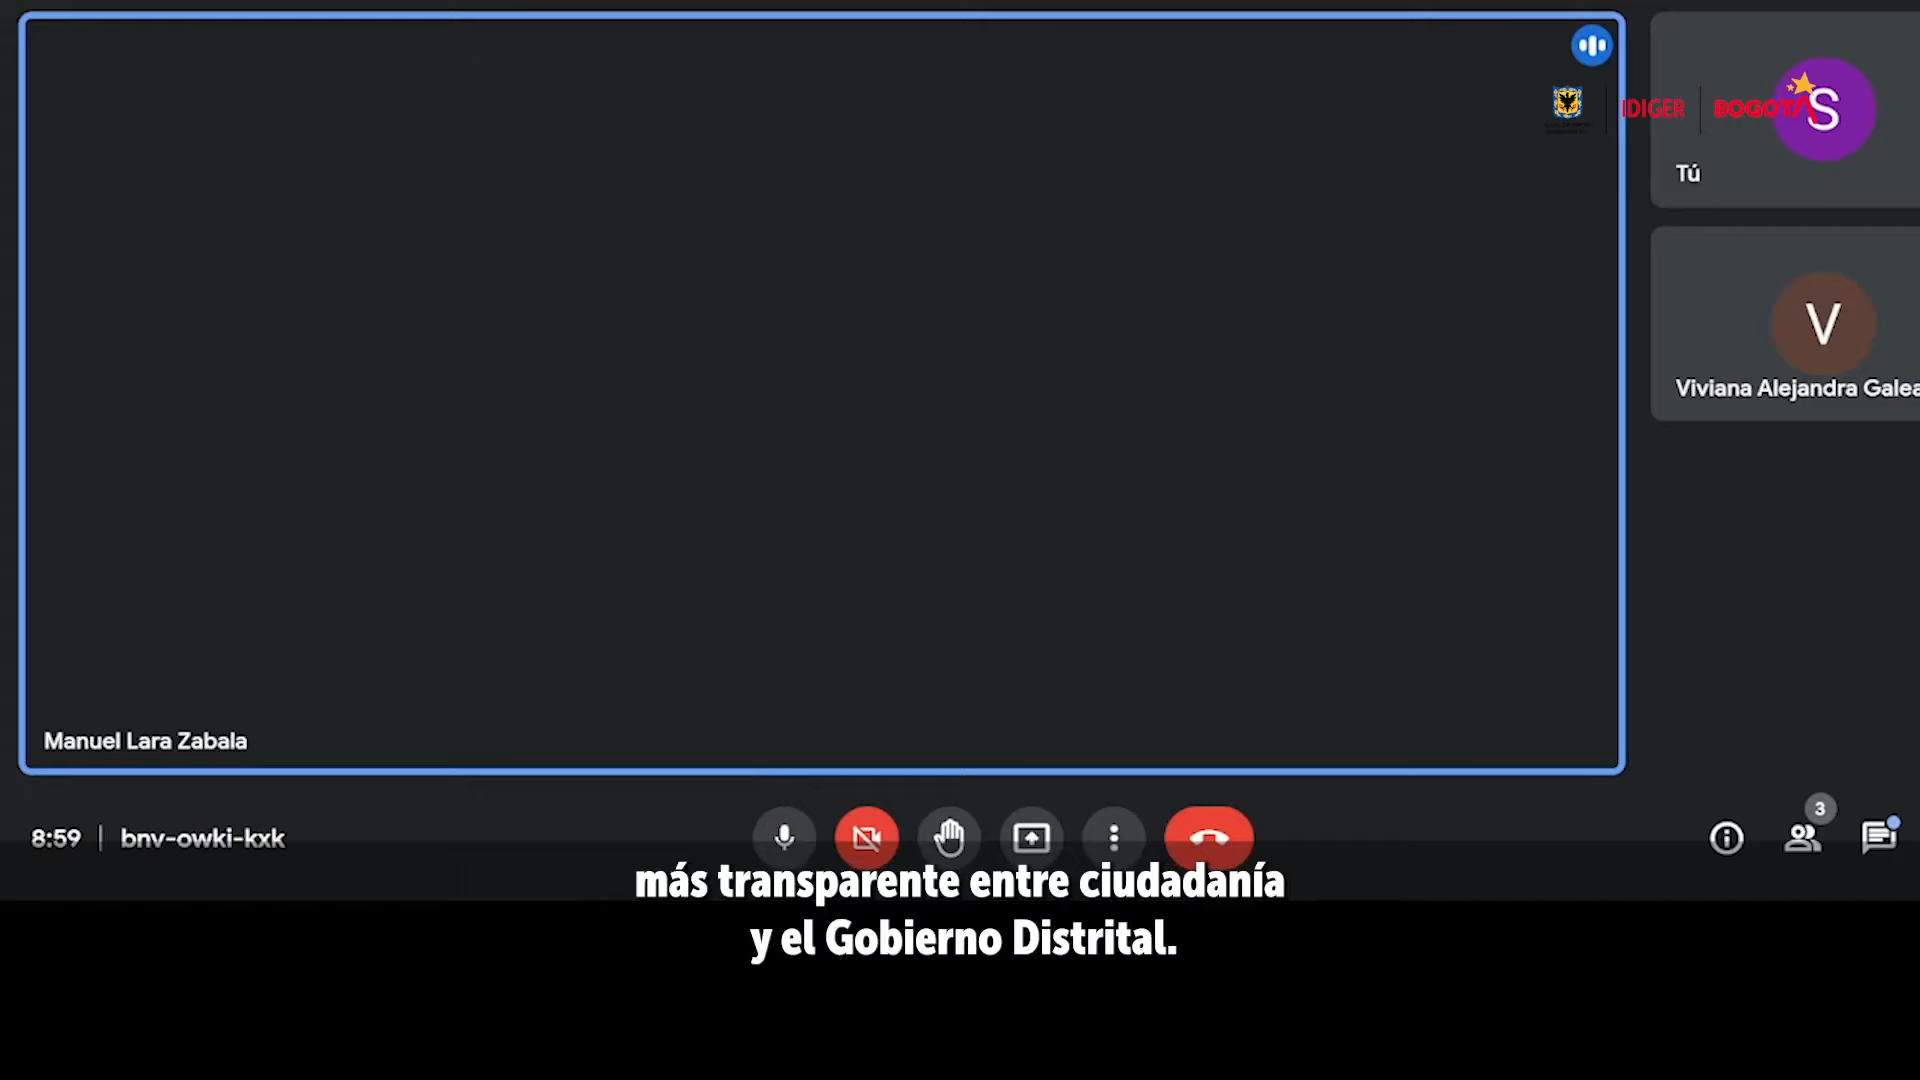 IDIGER
BOGOTÁ
S
Tú
V
Viviana Alejandra Galea
Manuel Lara Zabala
3
8:59
bnv-owki-kxk
más transparente entre ciudadanía
y el Gobierno Distrital.